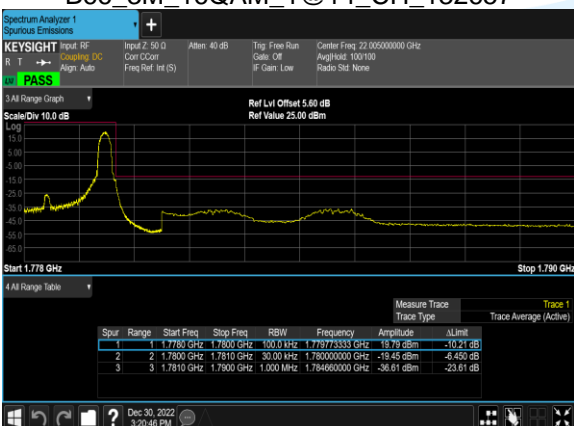 Spectrum Analyzer 1
Spurious Emissions
KEYSIGHT Input: RF Input Z: 50 Ω Atten: 40 dB Trig: Free Run Center Freq: 22.005000000 GHz
R T Coupling: DC Corr CCorr Gate: Off Avg|Hold: 100/100
Align: Auto Freq Ref: Int (S) IF Gain: Low Radio Std: None
PASS
3 All Range Graph Ref Lvl Offset 5.60 dB
Scale/Div 10.0 dB Ref Value 25.00 dBm
Log
15.0
5.00
-5.00
-15.0
-25.0
-35.0
-45.0
-55.0
-65.0
Start 1.778 GHz Stop 1.790 GHz
4 All Range Table
Measure Trace Trace 1
Trace Type Trace Average (Active)
Spur Range Start Freq Stop Freq RBW Frequency Amplitude ΔLimit
1 1 1.7780 GHz 1.7800 GHz 100.0 kHz 1.779773333 GHz 19.79 dBm -10.21 dB
2 2 1.7800 GHz 1.7810 GHz 30.00 kHz 1.780000000 GHz -19.45 dBm -6.450 dB
3 3 1.7810 GHz 1.7900 GHz 1.000 MHz 1.784660000 GHz -36.61 dBm -23.61 dB
? Dec 30, 2022
3:20:46 PM